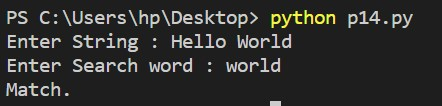 PS C:\Users\hp\Desktop> python p14.py
Enter String : Hello World
Enter Search word : world
Match.